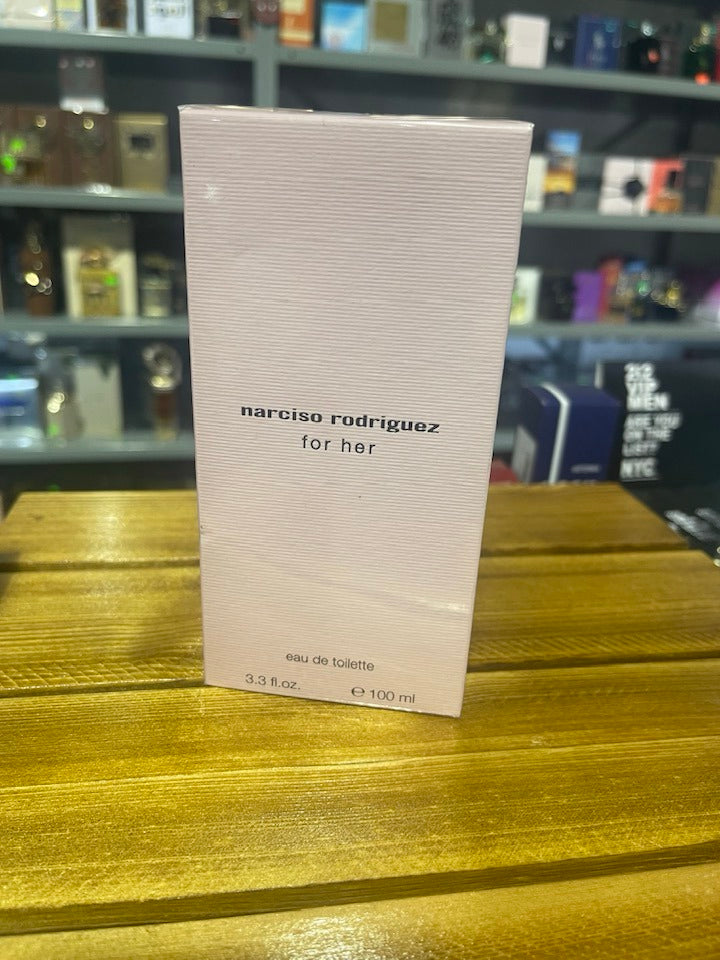 narciso rodriguez
for her
eau de toilette
3.3 fl.oz. ℮ 100 ml
212
VIP
MEN
ARE YOU
ON THE
LIST?
NYC